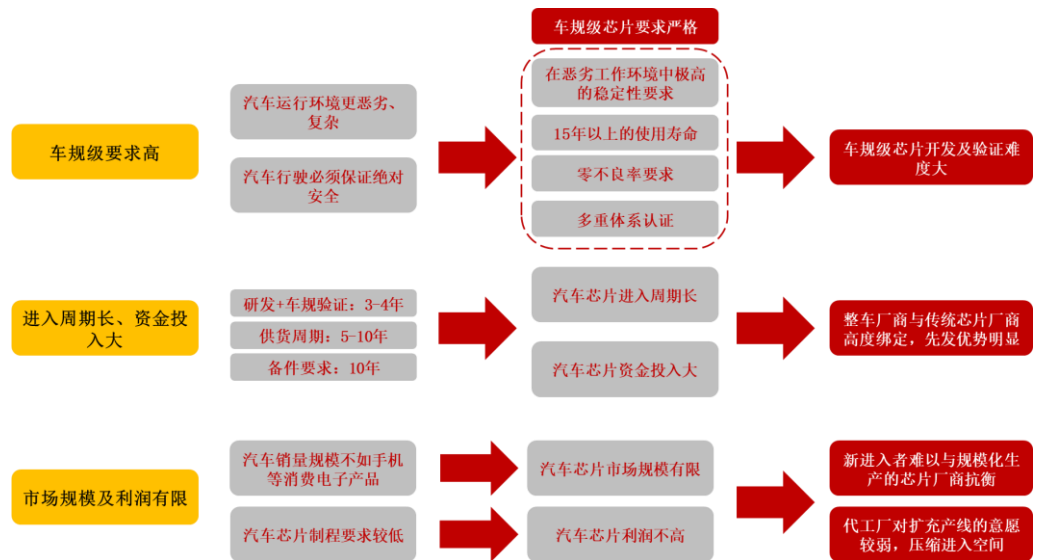 车规级要求高
汽车运行环境更恶劣、
复杂
汽车行驶必须保证绝对
安全
车规级芯片要求严格
在恶劣工作环境中极高
的稳定性要求
15年以上的使用寿命
零不良率要求
多重体系认证
车规级芯片开发及验证难
度大
进入周期长、资金投
入大
研发+车规验证：3-4年
供货周期：5-10年
备件要求：10年
汽车芯片进入周期长
汽车芯片资金投入大
整车厂商与传统芯片厂商
高度绑定，先发优势明显
市场规模及利润有限
汽车销量规模不如手机
等消费电子产品
汽车芯片制程要求较低
汽车芯片市场规模有限
汽车芯片利润不高
新进入者难以与规模化生
产的芯片厂商抗衡
代工厂对扩充产线的意愿
较弱，压缩进入空间